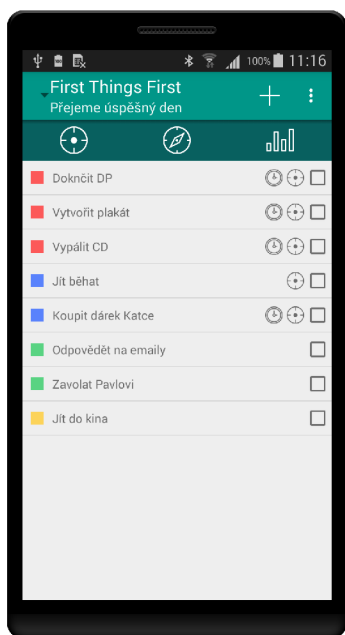 100% 11:16
First Things First
Přejeme úspěšný den
Doknčit DP
Vytvořit plakát
Vypálit CD
Jít běhat
Koupit dárek Katce
Odpovědět na emaily
Zavolat Pavlovi
Jít do kina